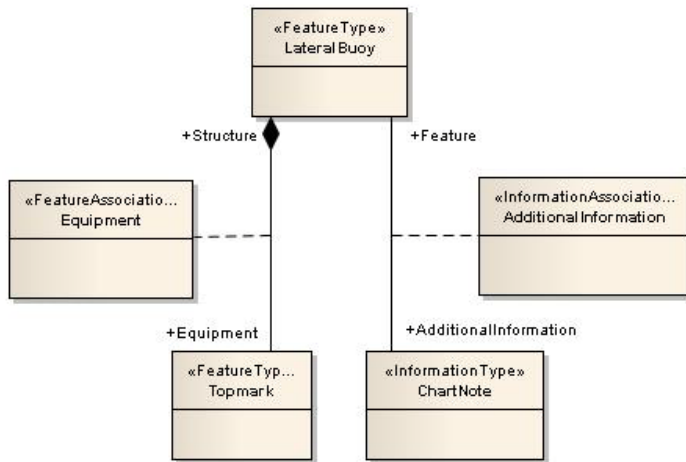 «FeatureType»
LateralBuoy
+Structure
+Feature
«FeatureAssociatio...
Equipment
«InformationAssociatio...
AdditionalInformation
+Equipment
+AdditionalInformation
«FeatureTyp...
Topmark
«InformationType»
ChartNote